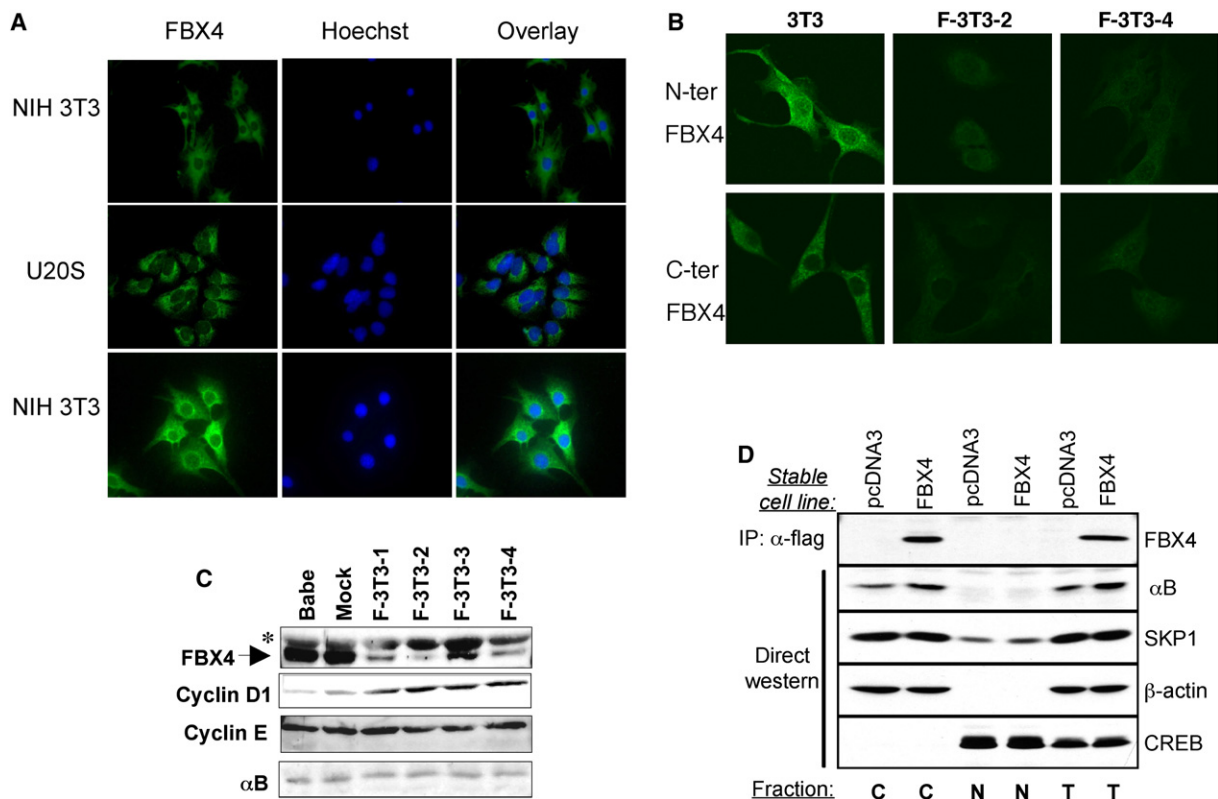 A
FBX4 Hoechst Overlay
NIH 3T3
U20S
NIH 3T3
B
3T3 F-3T3-2 F-3T3-4
N-ter
FBX4
C-ter
FBX4
C
Babe Mock F-3T3-1 F-3T3-2 F-3T3-3 F-3T3-4
*
FBX4
Cyclin D1
Cyclin E
αB
D
Stable
cell line:
pcDNA3 FBX4 pcDNA3 FBX4 pcDNA3 FBX4
IP: α-flag FBX4
αB
SKP1
Direct
western
β-actin
CREB
Fraction: C C N N T T